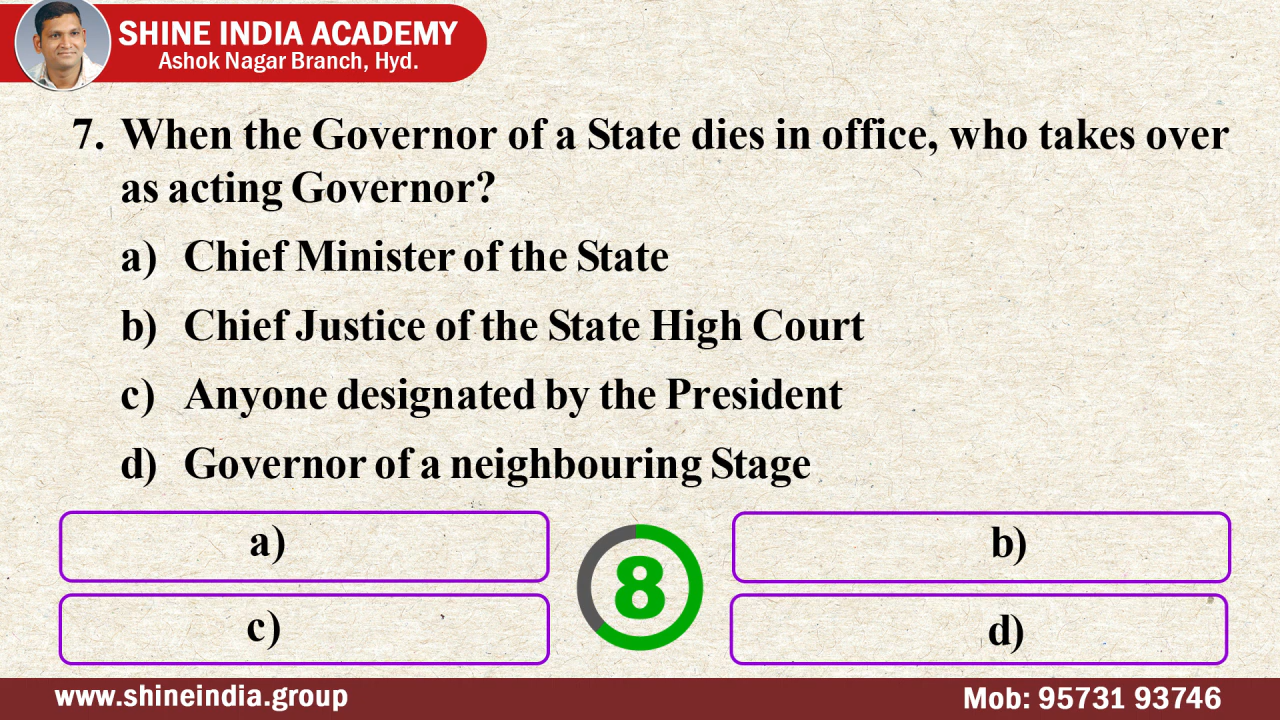 SHINE INDIA ACADEMY
Ashok Nagar Branch, Hyd.
7. When the Governor of a State dies in office, who takes over
as acting Governor?
a) Chief Minister of the State
b) Chief Justice of the State High Court
c) Anyone designated by the President
d) Governor of a neighbouring Stage
a)
b)
8
c)
d)
www.shineindia.group
Mob: 95731 93746